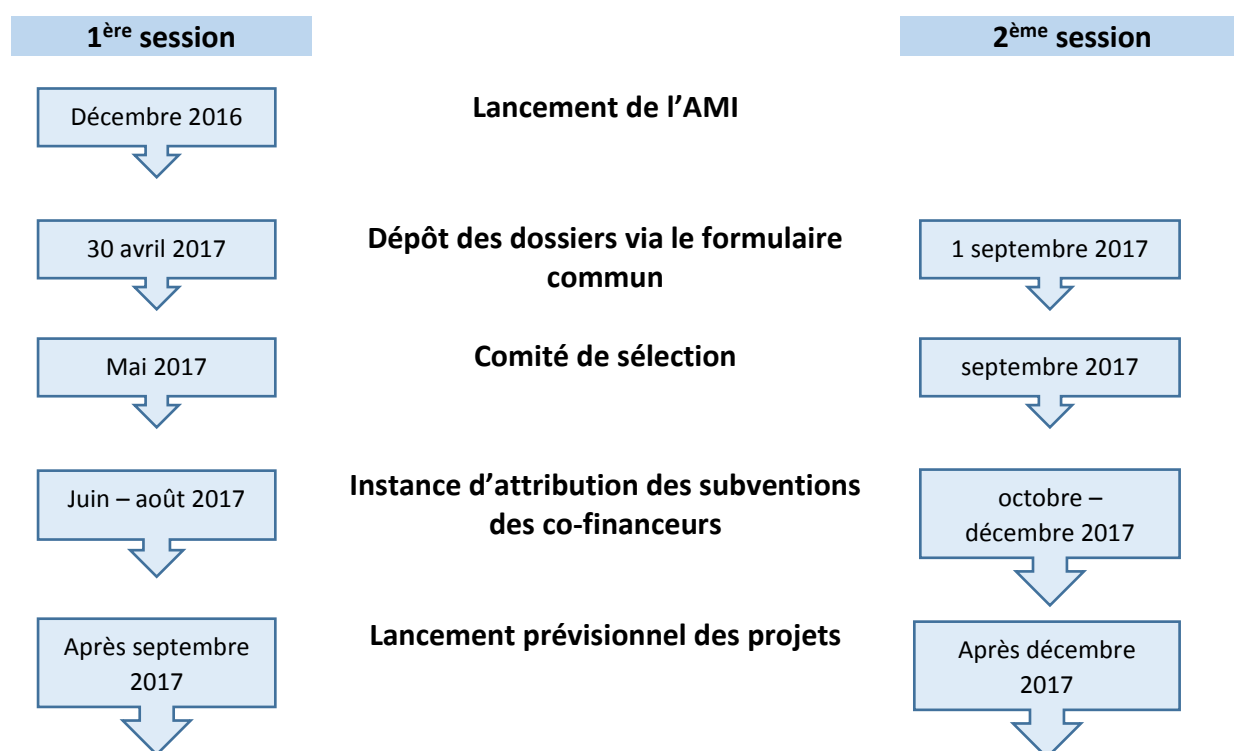 1ère session
2ème session
Décembre 2016
Lancement de l’AMI
30 avril 2017
Dépôt des dossiers via le formulaire
commun
1 septembre 2017
Mai 2017
Comité de sélection
septembre 2017
Juin – août 2017
Instance d’attribution des subventions
des co-financeurs
octobre –
décembre 2017
Après septembre
2017
Lancement prévisionnel des projets
Après décembre
2017